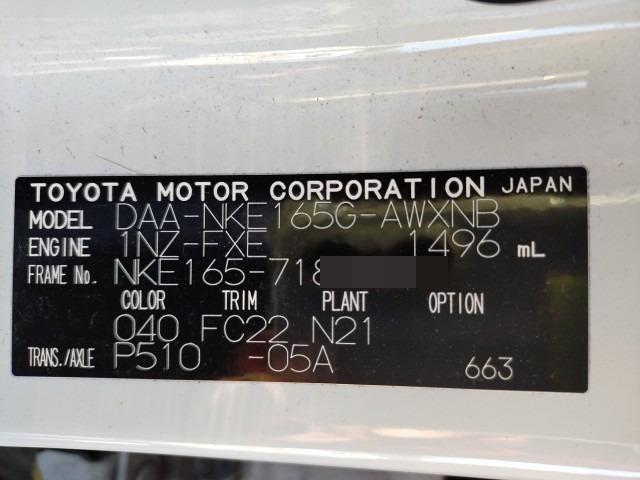 TOYOTA MOTOR CORPORATION JAPAN
MODEL DAA-NKE165G-AWXNB
ENGINE 1NZ-FXE 1496 mL
FRAME No. NKE165-718
COLOR TRIM PLANT OPTION
040 FC22 N21
TRANS./AXLE P510 -05A 663